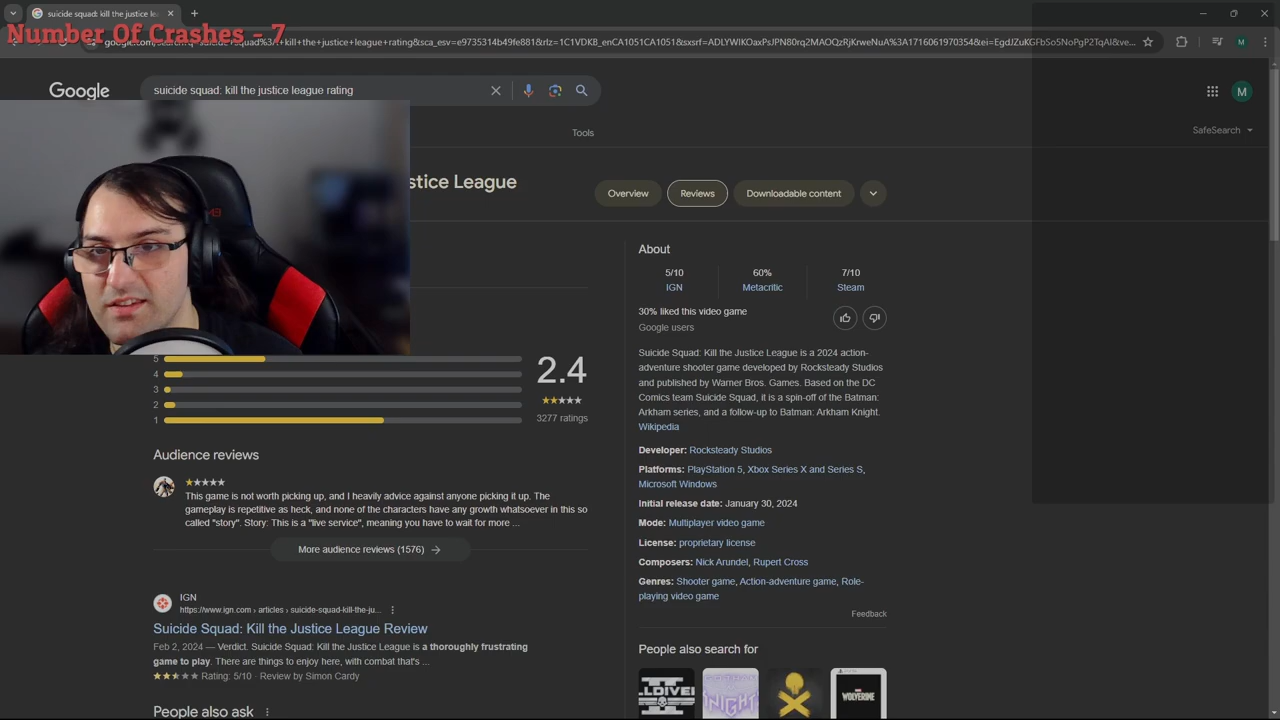 suicide squad: kill the justice le
Number Of Crashes - 7
Google
suicide squad: kill the justice league rating
M
M
Tools
SafeSearch
stice League
Overview
Reviews
Downloadable content
5
4
3
2
1
2.4
3277 ratings
Audience reviews
This game is not worth picking up, and I heavily advice against anyone picking it up. The
gameplay is repetitive as heck, and none of the characters have any growth whatsoever in this so
called "story". Story: This is a "live service", meaning you have to wait for more ...
More audience reviews (1576)
IGN
https://www.ign.com › articles › suicide-squad-kill-the-ju...
Suicide Squad: Kill the Justice League Review
Feb 2, 2024 — Verdict. Suicide Squad: Kill the Justice League is a thoroughly frustrating
game to play. There are things to enjoy here, with combat that's ...
Rating: 5/10 · Review by Simon Cardy
People also ask
About
5/10 60% 7/10
IGN Metacritic Steam
30% liked this video game
Google users
Suicide Squad: Kill the Justice League is a 2024 action-
adventure shooter game developed by Rocksteady Studios
and published by Warner Bros. Games. Based on the DC
Comics team Suicide Squad, it is a spin-off of the Batman:
Arkham series, and a follow-up to Batman: Arkham Knight.
Wikipedia
Developer: Rocksteady Studios
Platforms: PlayStation 5, Xbox Series X and Series S,
Microsoft Windows
Initial release date: January 30, 2024
Mode: Multiplayer video game
License: proprietary license
Composers: Nick Arundel, Rupert Cross
Genres: Shooter game, Action-adventure game, Role-
playing video game
Feedback
People also search for
WOLVERINE